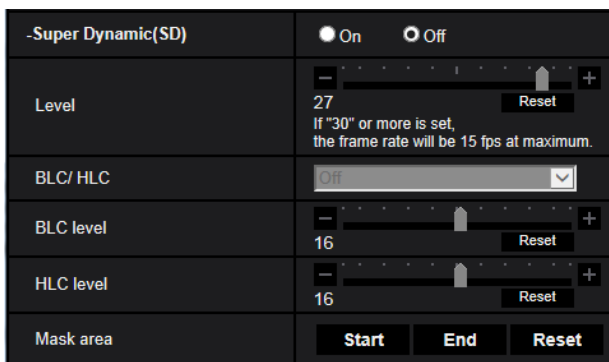 -Super Dynamic(SD) On Off
Level
27 Reset
If "30" or more is set,
the frame rate will be 15 fps at maximum.
BLC/ HLC Off
BLC level
16 Reset
HLC level
16 Reset
Mask area Start End Reset